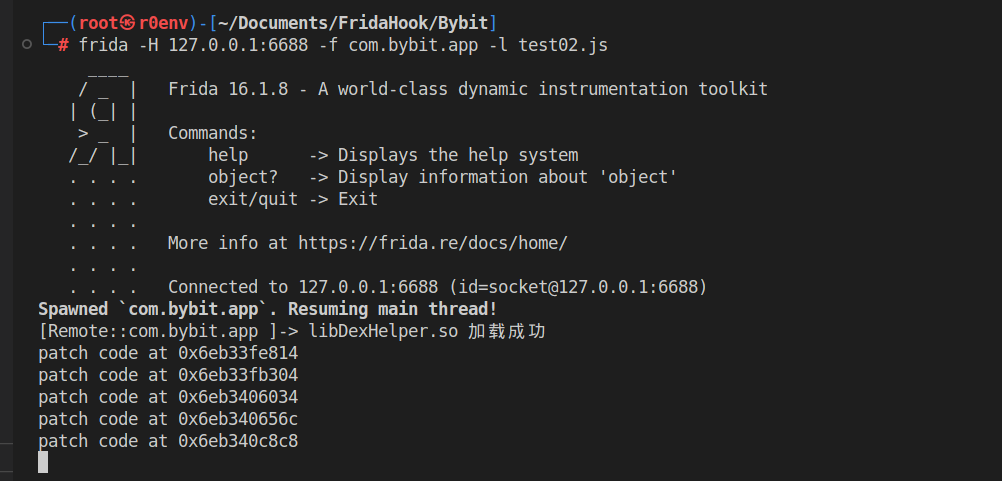 ┌──(root㉿r0env)-[~/Documents/FridaHook/Bybit]
└─# frida -H 127.0.0.1:6688 -f com.bybit.app -l test02.js
     ____
    / _  |   Frida 16.1.8 - A world-class dynamic instrumentation toolkit
   | (_| |
    > _  |   Commands:
   /_/ |_|       help      -> Displays the help system
   . . . .       object?   -> Display information about 'object'
   . . . .       exit/quit -> Exit
   . . . .
   . . . .   More info at https://frida.re/docs/home/
   . . . .
   . . . .   Connected to 127.0.0.1:6688 (id=socket@127.0.0.1:6688)
Spawned `com.bybit.app`. Resuming main thread!
[Remote::com.bybit.app ]-> libDexHelper.so 加载成功
patch code at 0x6eb33fe814
patch code at 0x6eb33fb304
patch code at 0x6eb3406034
patch code at 0x6eb340656c
patch code at 0x6eb340c8c8